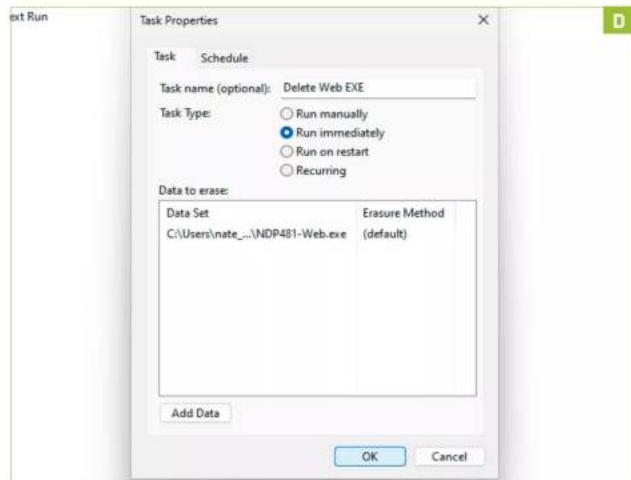 ext Run
Task Properties
D
Task Schedule
Task name (optional): Delete Web EXE
Task Type: Run manually
Run immediately
Run on restart
Recurring
Data to erase:
Data Set Erasure Method
C:\Users\nate_...\NDP481-Web.exe (default)
Add Data
OK Cancel